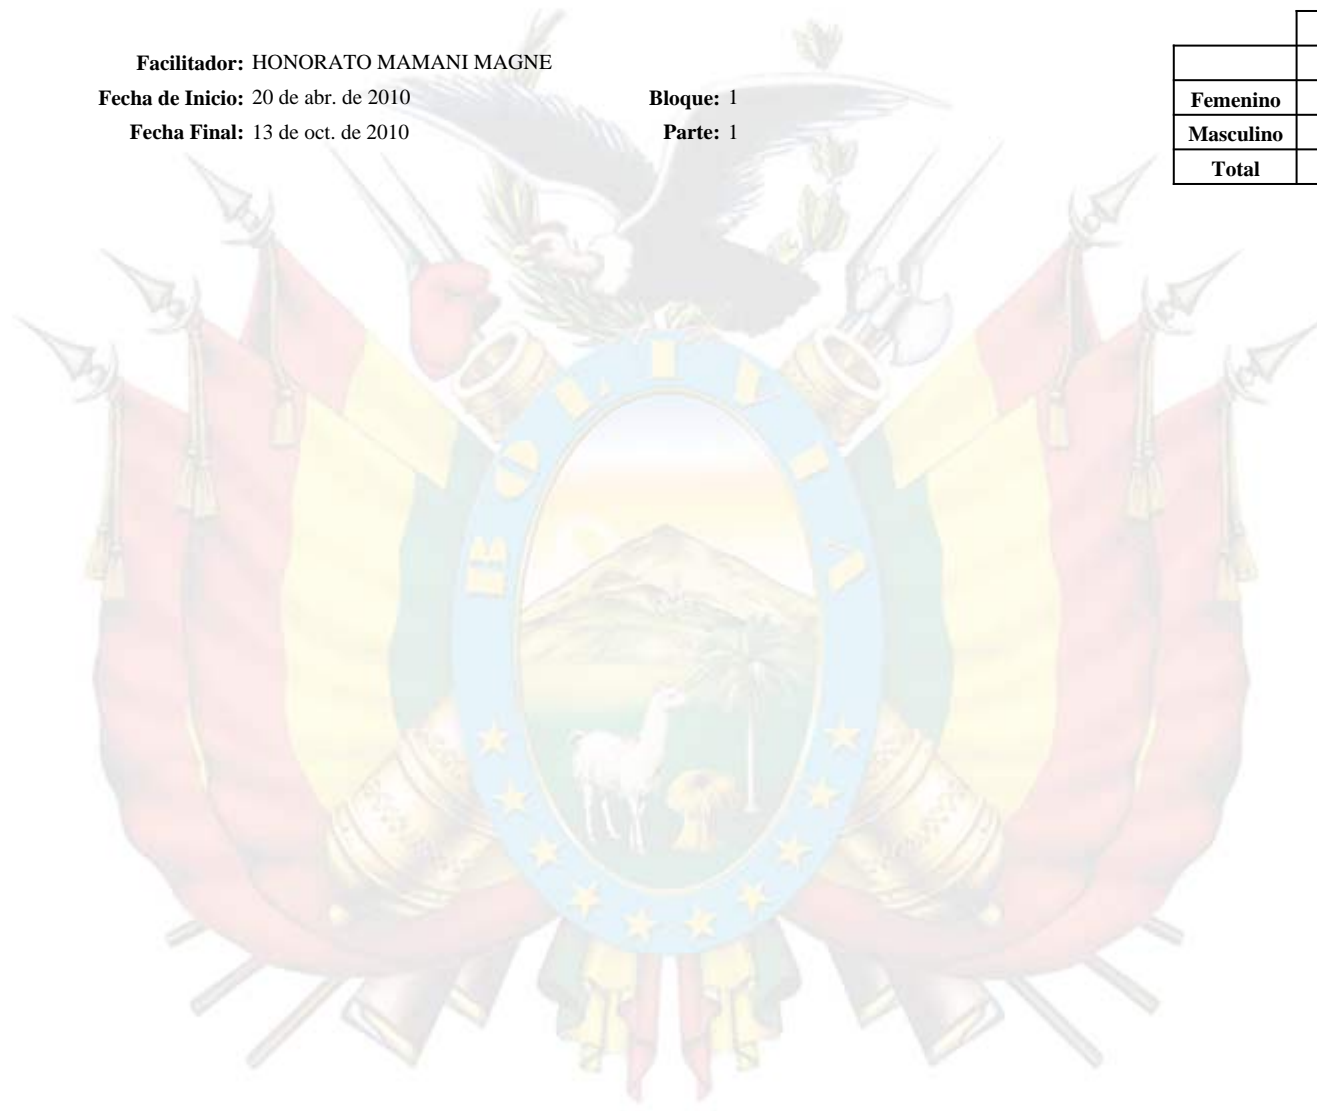 Facilitador: HONORATO MAMANI MAGNE
Fecha de Inicio: 20 de abr. de 2010 Bloque: 1
Fecha Final: 13 de oct. de 2010 Parte: 1
Femenino
Masculino
Total
BOLIVIA